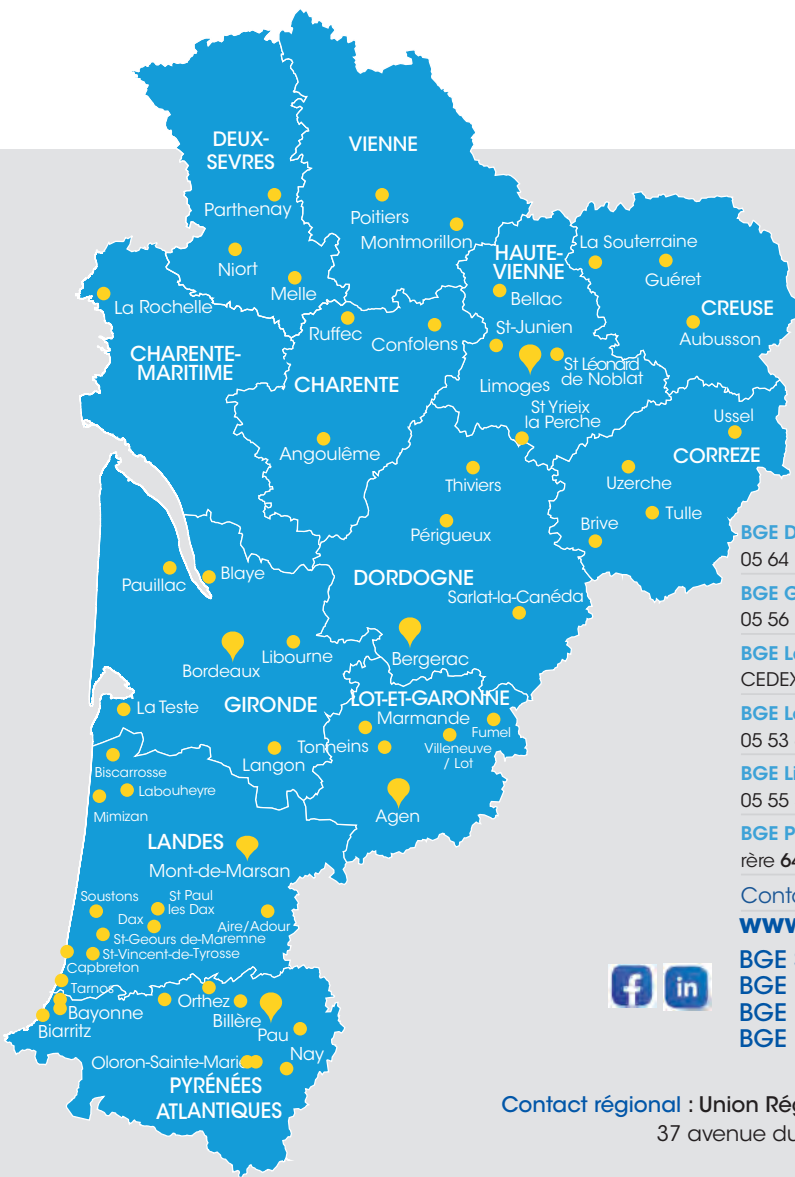 DEUX-
SEVRES
VIENNE
Parthenay
Poitiers
Montmorillon
Niort
Melle
HAUTE-
VIENNE
La Souterraine
Guéret
La Rochelle
Bellac
CREUSE
Ruffec
Confolens
St-Junien
Aubusson
CHARENTE-
MARITIME
CHARENTE
Limoges
St Léonard
de Noblat
St Yrieix
la Perche
Ussel
Angoulême
CORREZE
Thiviers
Uzerche
Périgueux
Brive
Tulle
Pauillac
Blaye
DORDOGNE
Sarlat-la-Canéda
Bordeaux
Libourne
Bergerac
La Teste
GIRONDE
LOT-ET-GARONNE
Marmande
Fumel
Tonneins
Villeneuve
/ Lot
Langon
Biscarrosse
Labouheyre
Mimizan
Agen
LANDES
Mont-de-Marsan
Soustons
St Paul
les Dax
Dax
Aire/Adour
St-Geours de-Maremne
St-Vincent-de-Tyrosse
Capbreton
Tarnos
Bayonne
Biarritz
Orthez
Billère
Pau
Nay
Oloron-Sainte-Marie
PYRÉNÉES
ATLANTIQUES
BGE D
05 64
BGE G
05 56
BGE
CEDEX
BGE
05 53
BGE
05 55
BGE P
rère 64
Conta
www
BGE
BGE
BGE
BGE
f in
Contact régional : Union Rég
37 avenue du